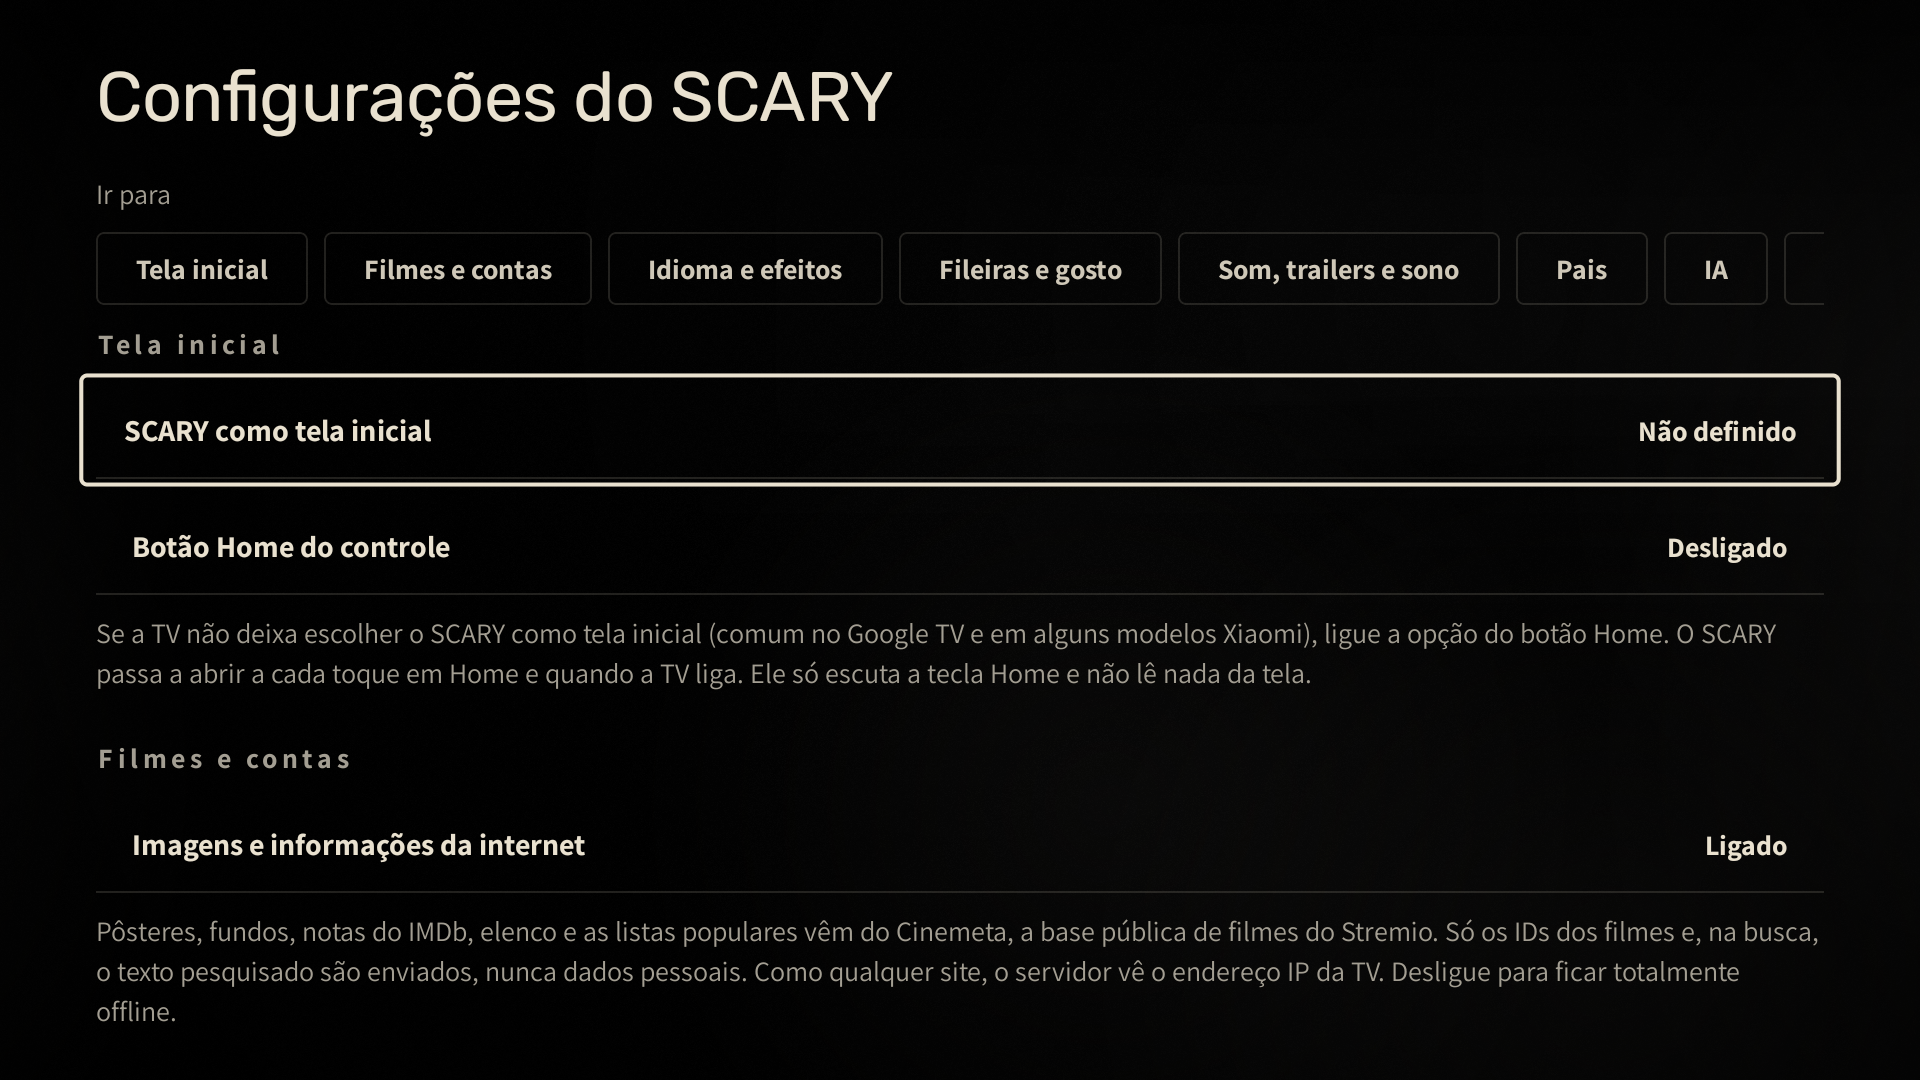 Configurações do SCARY
Ir para
Tela inicial
Filmes e contas
Idioma e efeitos
Fileiras e gosto
Som, trailers e sono
Pais
IA
Tela inicial
SCARY como tela inicial
Não definido
Botão Home do controle
Desligado
Se a TV não deixa escolher o SCARY como tela inicial (comum no Google TV e em alguns modelos Xiaomi), ligue a opção do botão Home. O SCARY
passa a abrir a cada toque em Home e quando a TV liga. Ele só escuta a tecla Home e não lê nada da tela.
Filmes e contas
Imagens e informações da internet
Ligado
Pôsteres, fundos, notas do IMDb, elenco e as listas populares vêm do Cinemeta, a base pública de filmes do Stremio. Só os IDs dos filmes e, na busca,
o texto pesquisado são enviados, nunca dados pessoais. Como qualquer site, o servidor vê o endereço IP da TV. Desligue para ficar totalmente
offline.